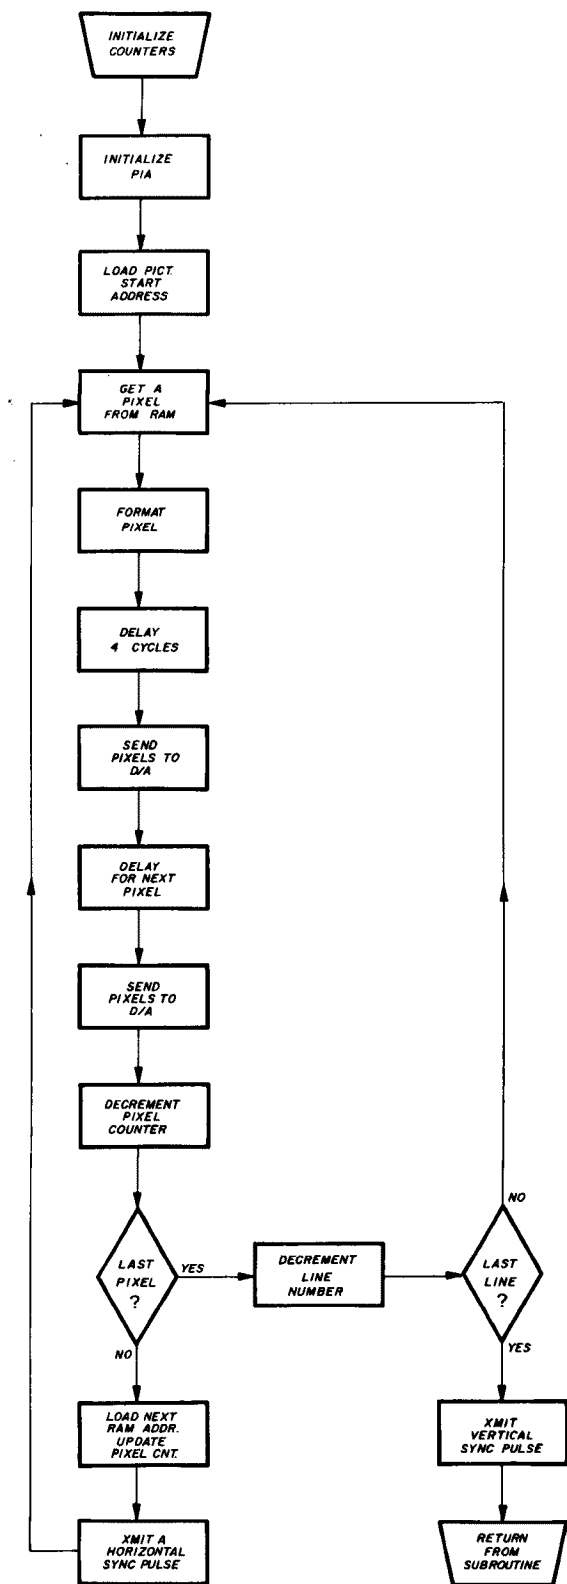 INITIALIZE
COUNTERS
INITIALIZE
PIA
LOAD PICT.
START
ADDRESS
GET A
PIXEL
FROM RAM
FORMAT
PIXEL
DELAY
4 CYCLES
SEND
PIXELS TO
D/A
DELAY
FOR NEXT
PIXEL
SEND
PIXELS TO
D/A
DECREMENT
PIXEL
COUNTER
LAST
PIXEL
?
YES
NO
DECREMENT
LINE
NUMBER
LAST
LINE
?
NO
YES
LOAD NEXT
RAM ADDR.
UPDATE
PIXEL CNT.
XMIT A
HORIZONTAL
SYNC PULSE
XMIT
VERTICAL
SYNC PULSE
RETURN
FROM
SUBROUTINE